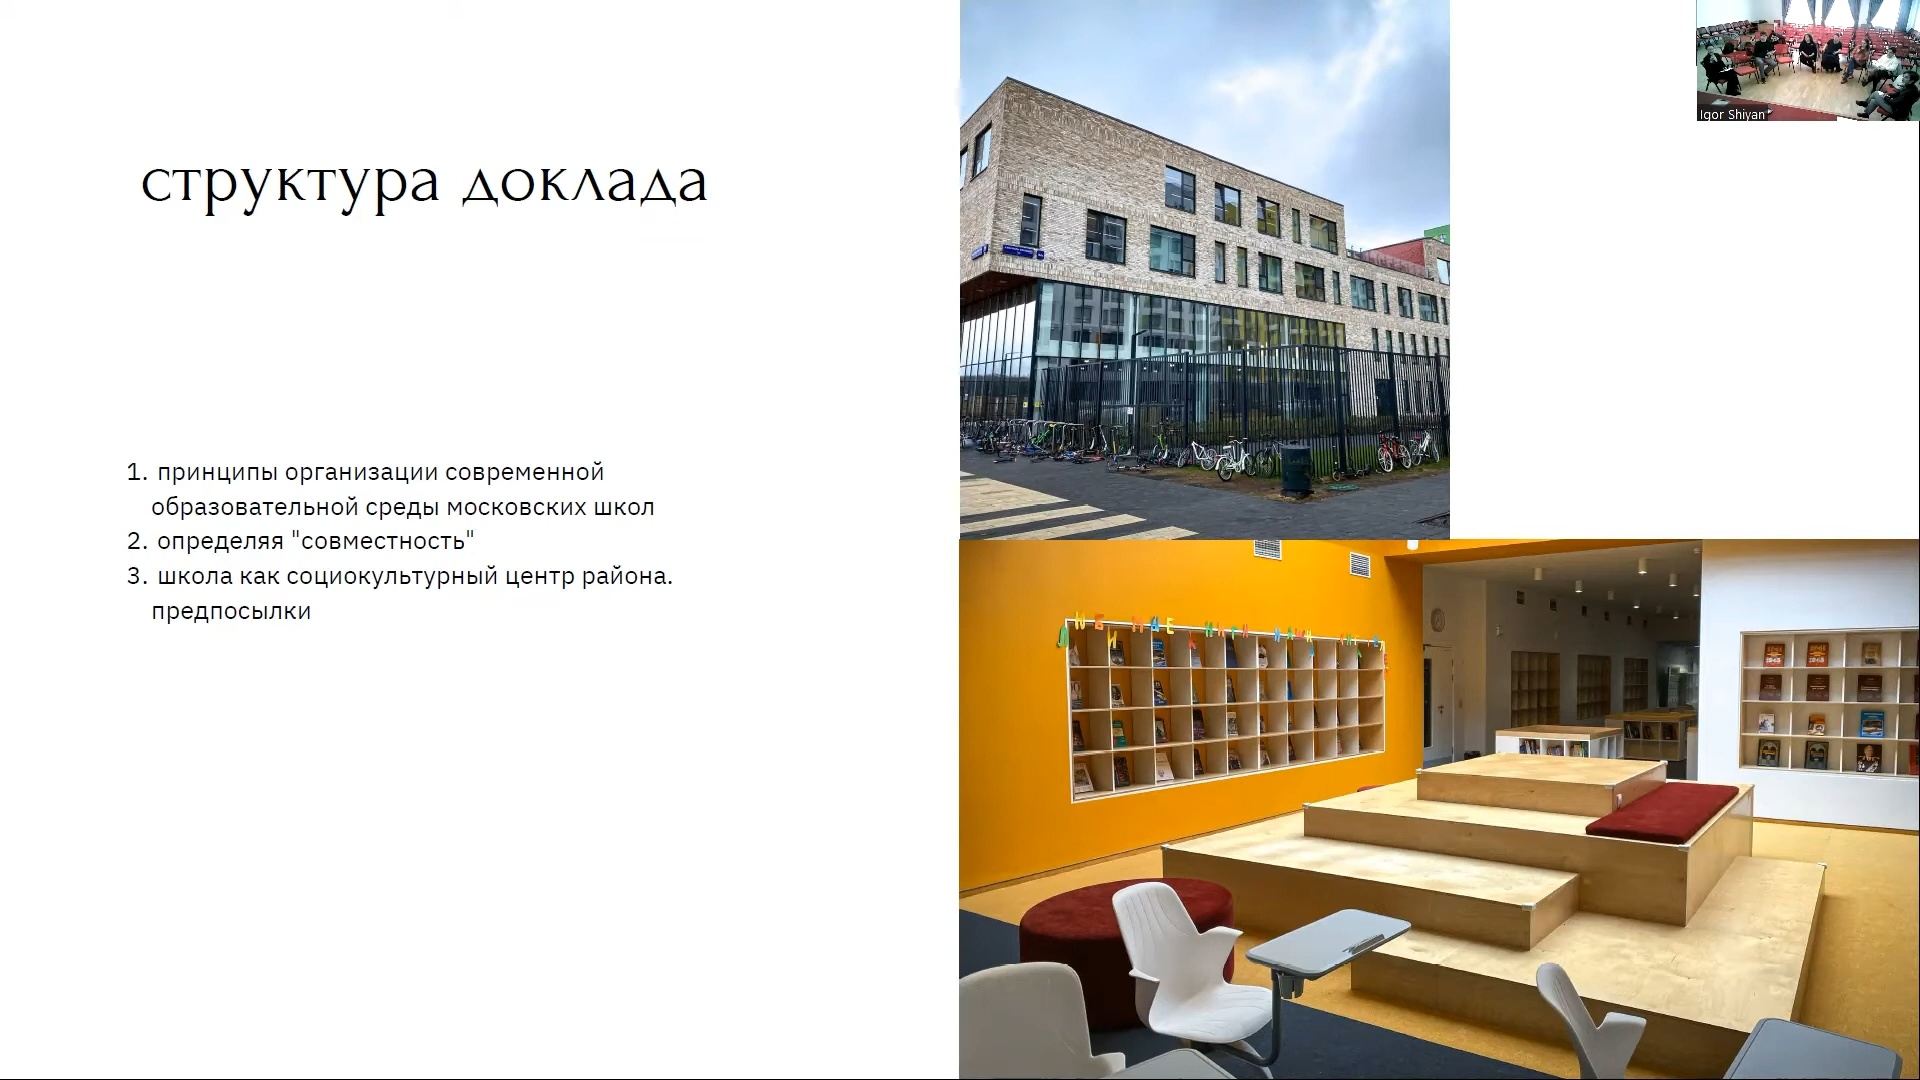 структура доклада
1. принципы организации современной
образовательной среды московских школ
2. определяя "совместность"
3. школа как социокультурный центр района.
предпосылки
Igor Shiyan